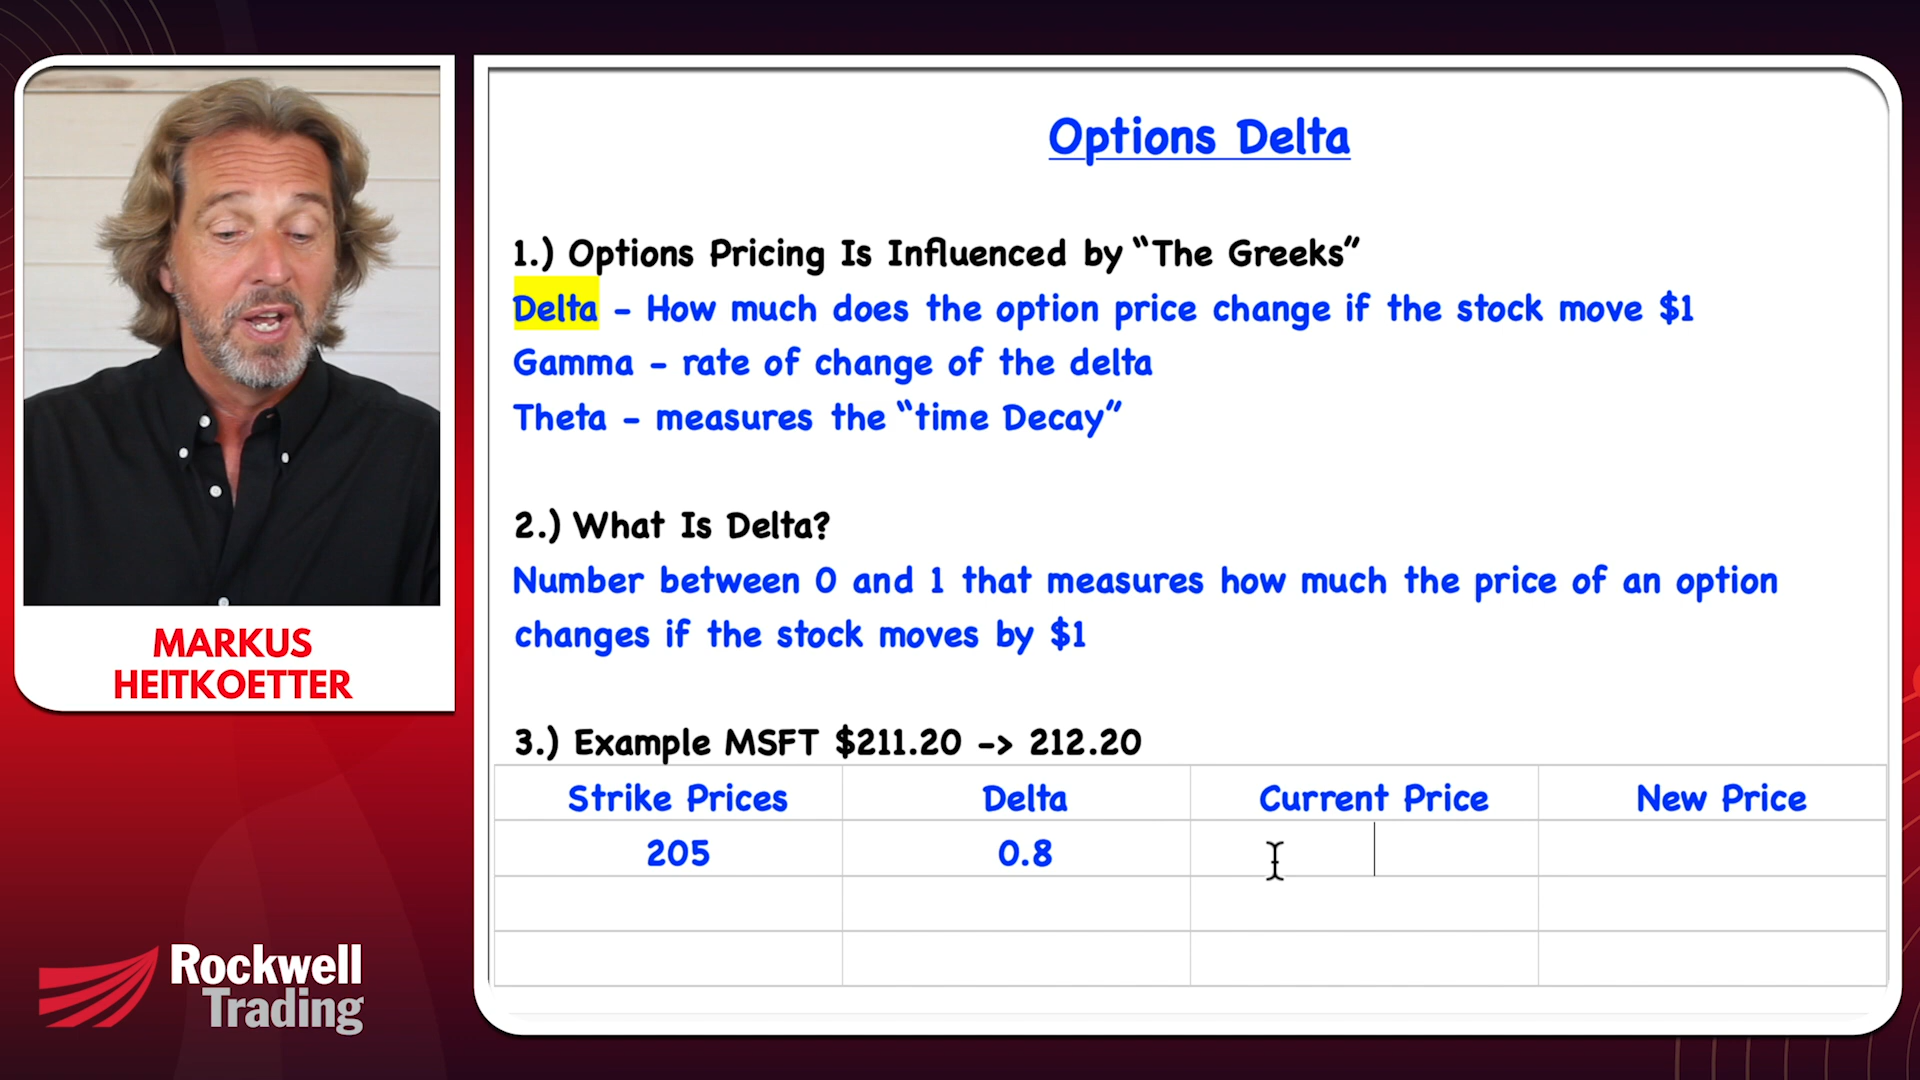 MARKUS
HEITKOETTER
Rockwell
Trading
Options Delta
1.) Options Pricing Is Influenced by “The Greeks”
Delta - How much does the option price change if the stock move $1
Gamma - rate of change of the delta
Theta - measures the “time Decay”
2.) What Is Delta?
Number between 0 and 1 that measures how much the price of an option
changes if the stock moves by $1
3.) Example MSFT $211.20 -> 212.20
Strike Prices Delta Current Price New Price
205 0.8